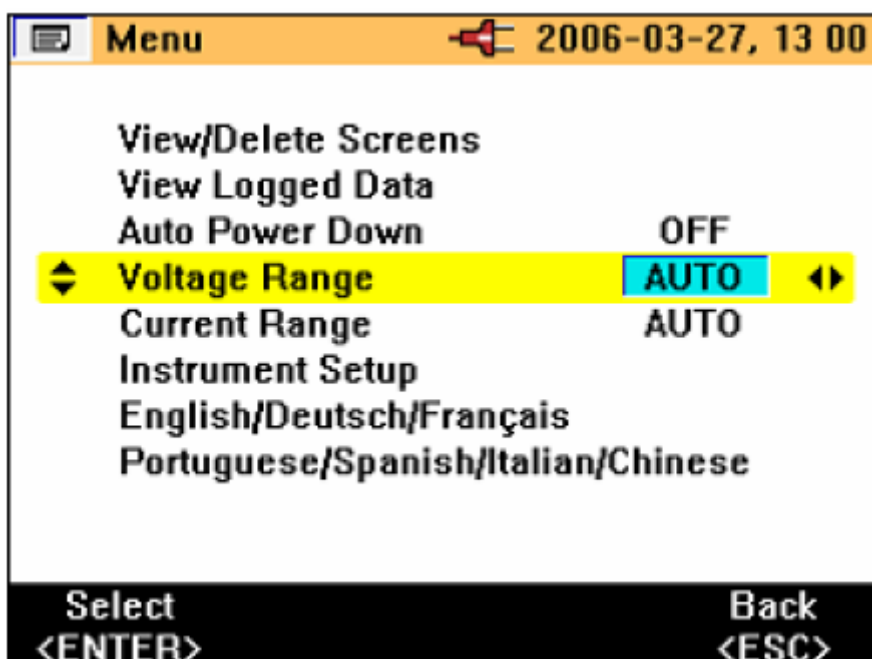 Menu 2006-03-27, 13 00
View/Delete Screens
View Logged Data
Auto Power Down OFF
Voltage Range AUTO
Current Range AUTO
Instrument Setup
English/Deutsch/Français
Portuguese/Spanish/Italian/Chinese
Select Back
<ENTER> <ESC>